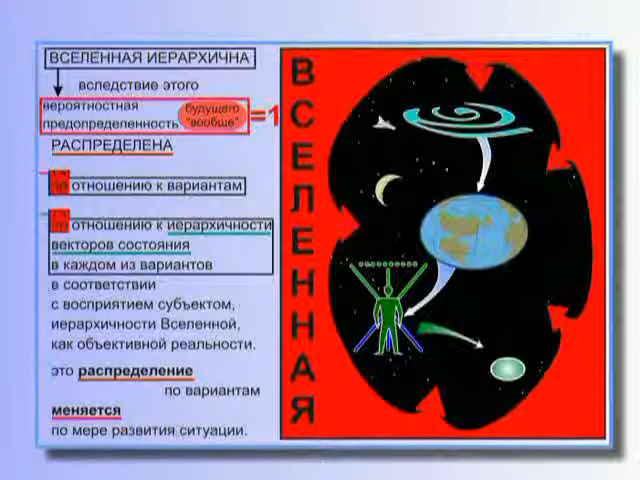 ВСЕЛЕННАЯ ИЕРАРХИЧНА
вследствие этого
вероятностная
предопределенность
будущего
"вообще"
=1
РАСПРЕДЕЛЕНА
по отношению к вариантам
по отношению к иерархичности
векторов состояния
в каждом из вариантов
в соответствии
с восприятием субъектом,
иерархичности Вселенной,
как объективной реальности.
это распределение
по вариантам
меняется
по мере развития ситуации.
ВСЕЛЕННАЯ